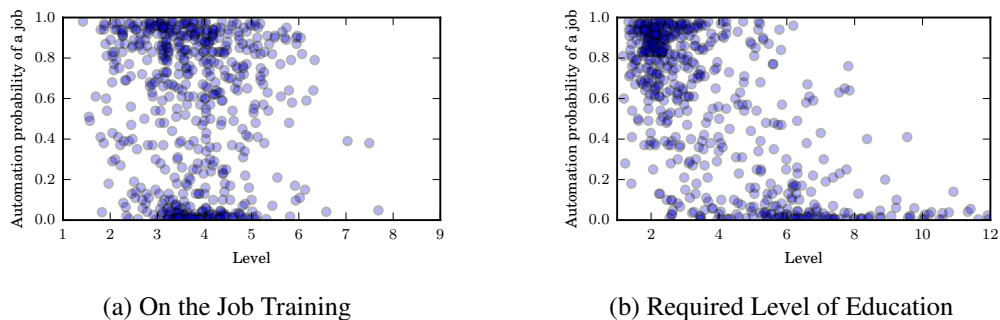 Automation probability of a job
1.0
0.8
0.6
0.4
0.2
0.0
1 2 3 4 5 6 7 8 9
Level
(a) On the Job Training
Automation probability of a job
1.0
0.8
0.6
0.4
0.2
0.0
2 4 6 8 10 12
Level
(b) Required Level of Education